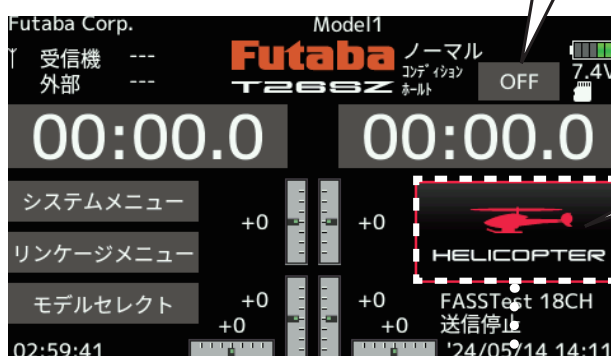 Futaba Corp.
Model1
受信機 ---
外部 ---
Futaba
T26SZ
ノーマル
コンディション
ホールト
OFF
7.4V
00:00.0
00:00.0
システムメニュー
リンケージメニュー
モデルセレクト
+0
+0
+0
+0
+0
+0
HELICOPTER
FASSTest 18CH
送信停止
02:59:41
'24/05/14 14:11